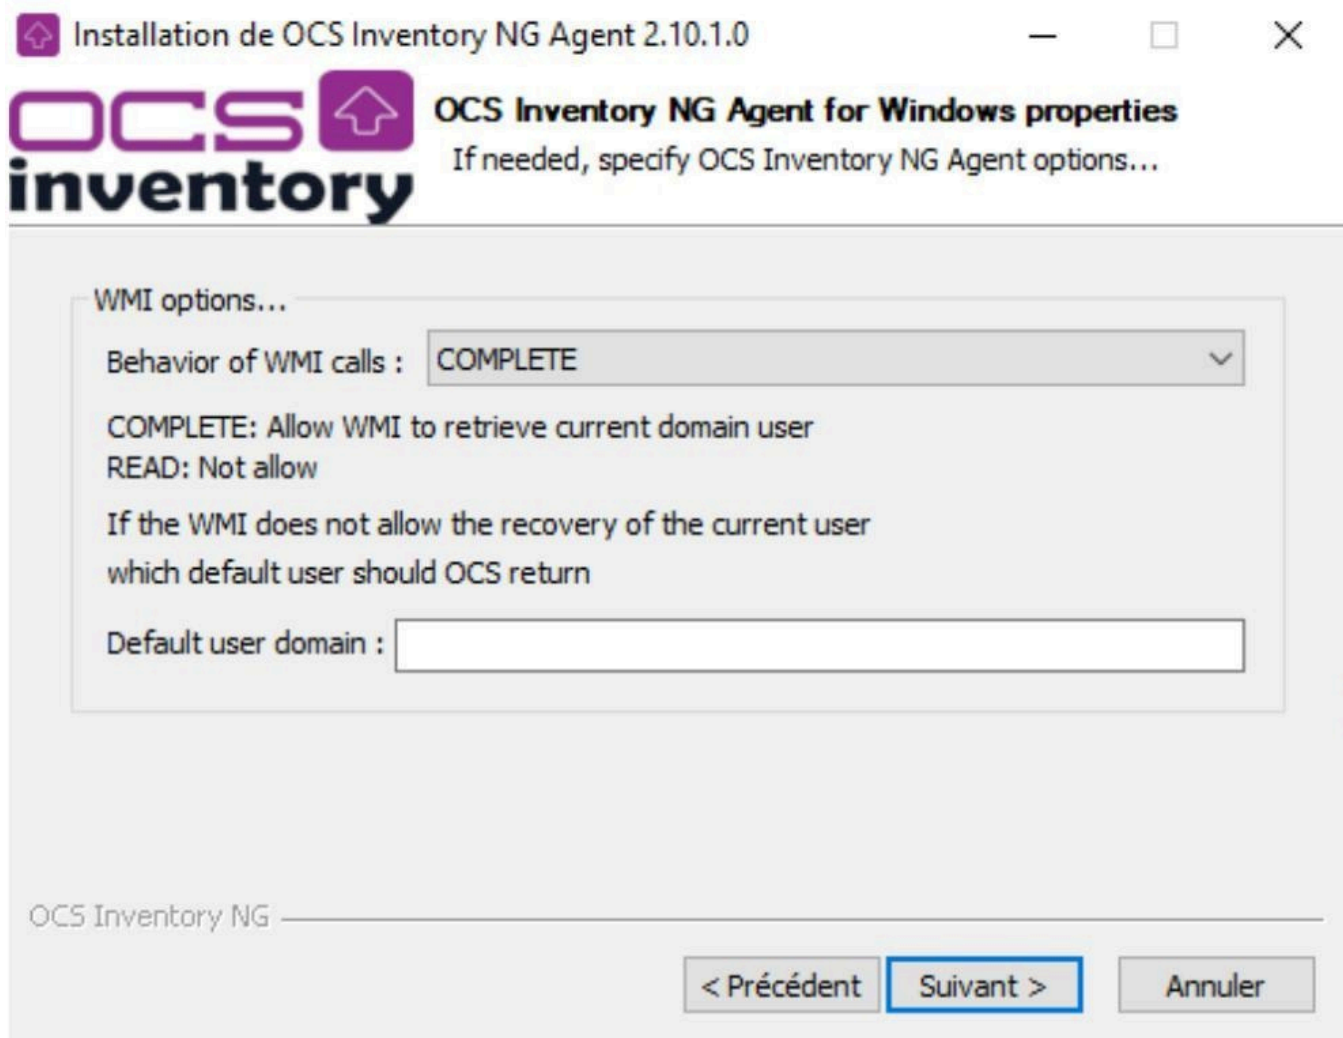 Installation de OCS Inventory NG Agent 2.10.1.0
OCS
inventory
OCS Inventory NG Agent for Windows properties
If needed, specify OCS Inventory NG Agent options...
WMI options...
Behavior of WMI calls : COMPLETE
COMPLETE: Allow WMI to retrieve current domain user
READ: Not allow
If the WMI does not allow the recovery of the current user
which default user should OCS return
Default user domain :
OCS Inventory NG
< Précédent Suivant > Annuler